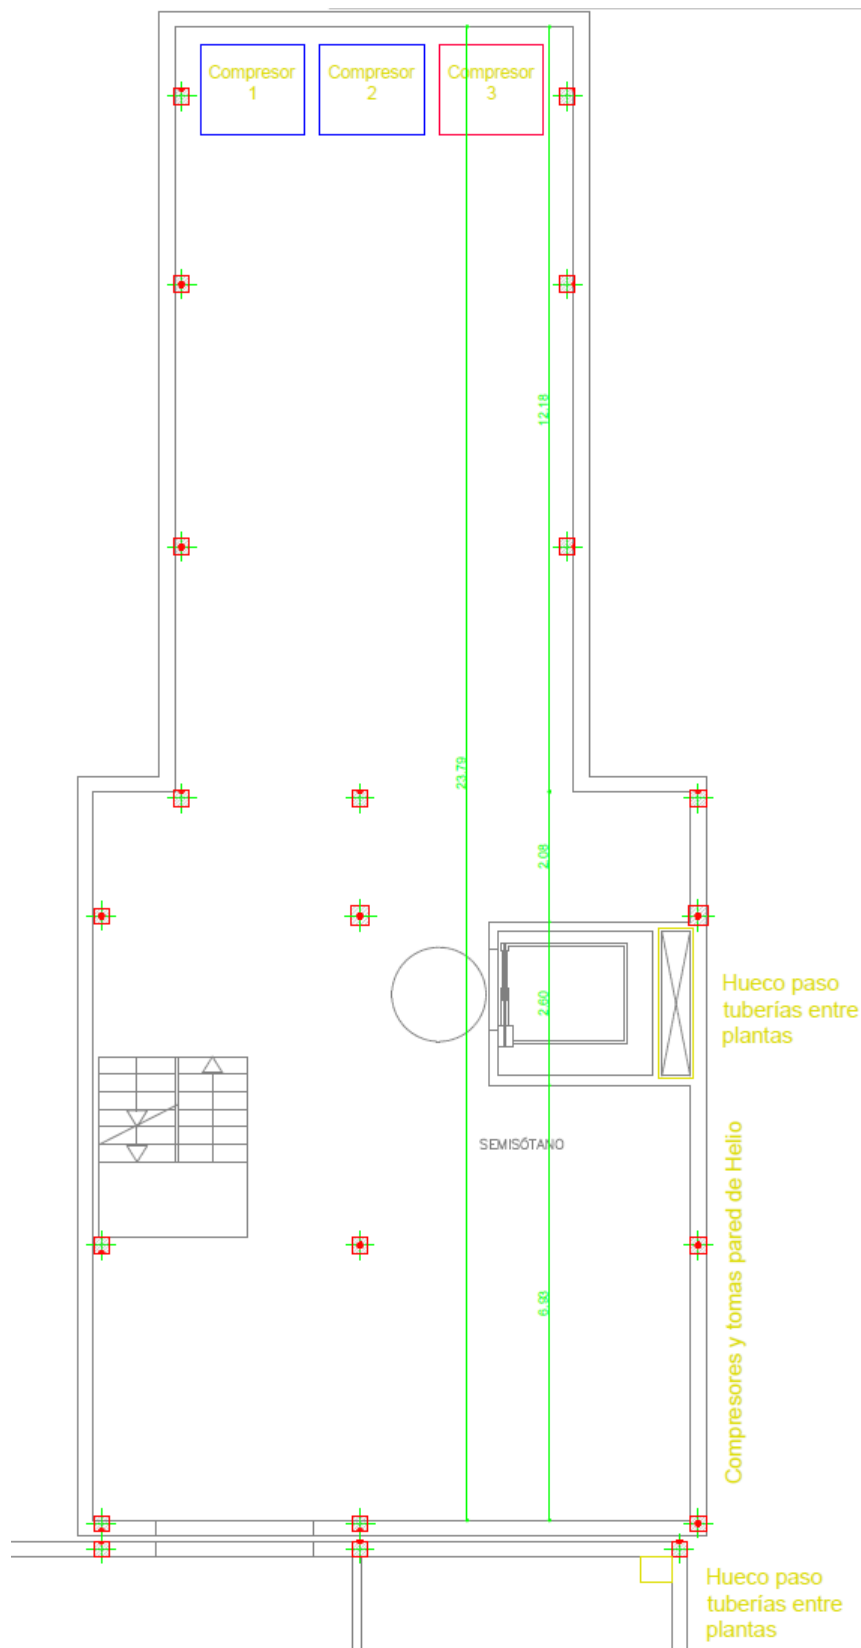 Compresor
1
Compresor
2
Compresor
3
12.18
23.79
2.08
Hueco paso
tuberías entre
plantas
2.60
SEMISÓTANO
Compresores y tomas pared de Helio
6.98
Hueco paso
tuberías entre
plantas